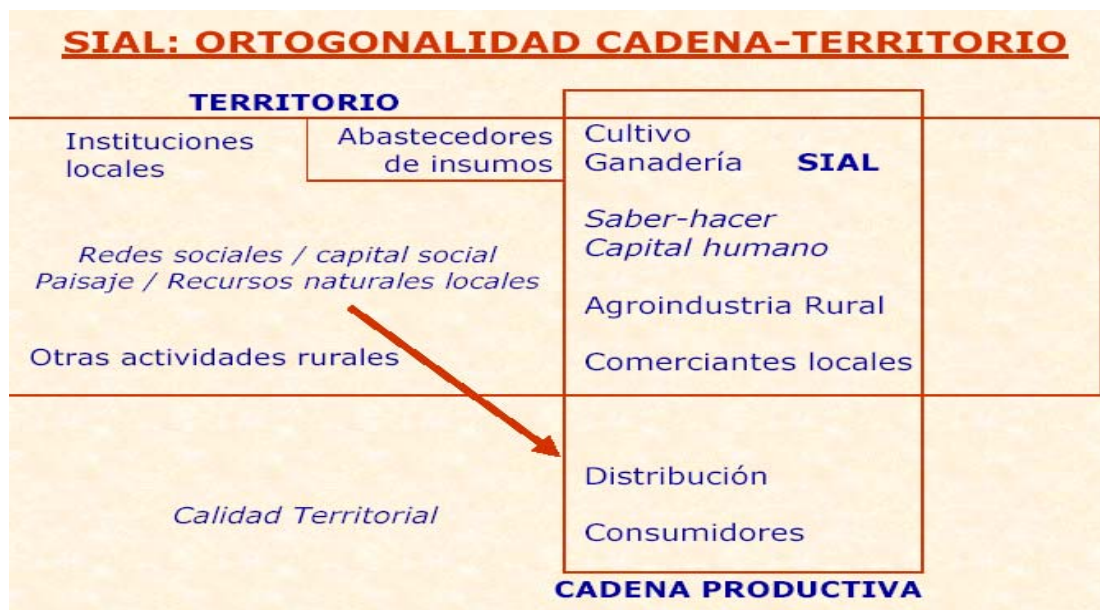 SIAL: ORTOGONALIDAD CADENA-TERRITORIO
TERRITORIO
Instituciones
locales
Abastecedores
de insumos
Redes sociales / capital social
Paisaje / Recursos naturales locales
Otras actividades rurales
Cultivo
Ganadería SIAL
Saber-hacer
Capital humano
Agroindustria Rural
Comerciantes locales
Calidad Territorial
Distribución
Consumidores
CADENA PRODUCTIVA